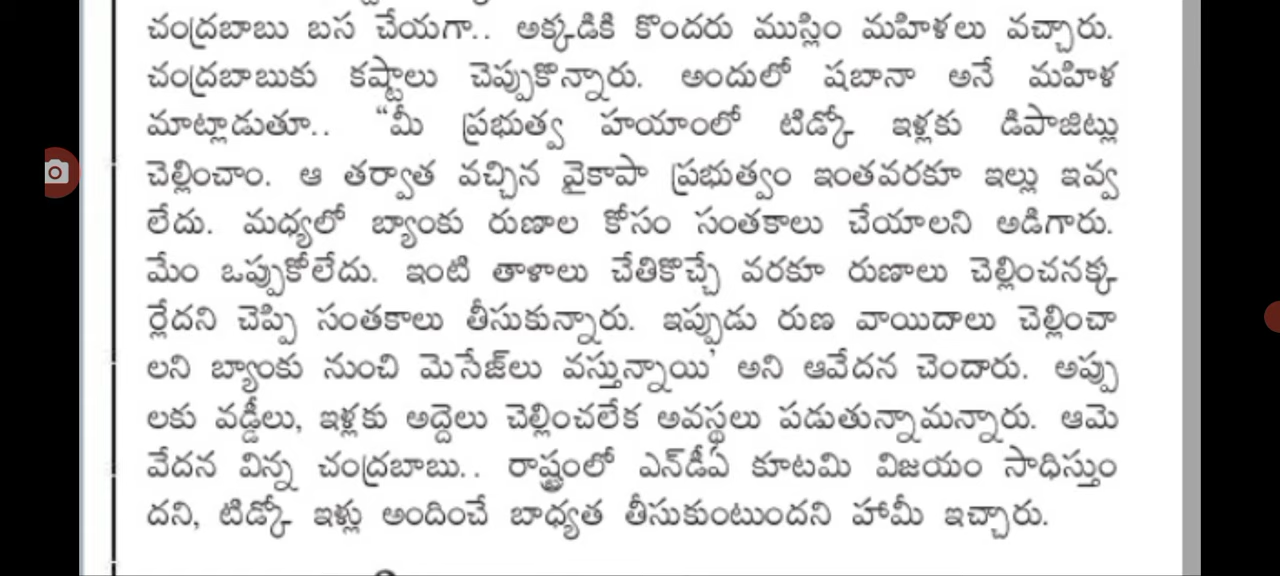 చంద్రబాబు బస చేయగా.. అక్కడికి కొందరు ముస్లిం మహిళలు వచ్చారు.
చంద్రబాబుకు కష్టాలు చెప్పుకొన్నారు. అందులో షబానా అనే మహిళ
మాట్లాడుతూ.. “మీ ప్రభుత్వ హయాంలో టిడ్కో ఇళ్లకు డిపాజిట్లు
చెల్లించాం. ఆ తర్వాత వచ్చిన వైకాపా ప్రభుత్వం ఇంతవరకూ ఇల్లు ఇవ్వ
లేదు. మధ్యలో బ్యాంకు రుణాల కోసం సంతకాలు చేయాలని అడిగారు.
మేం ఒప్పుకోలేదు. ఇంటి తాళాలు చేతికొచ్చే వరకూ రుణాలు చెల్లించనక్క
ర్లేదని చెప్పి సంతకాలు తీసుకున్నారు. ఇప్పుడు రుణ వాయిదాలు చెల్లించా
లని బ్యాంకు నుంచి మెసేజ్‌లు వస్తున్నాయి’ అని ఆవేదన చెందారు. అప్పు
లకు వడ్డీలు, ఇళ్లకు అద్దెలు చెల్లించలేక అవస్థలు పడుతున్నామన్నారు. ఆమె
వేదన విన్న చంద్రబాబు.. రాష్ట్రంలో ఎన్‌డీఏ కూటమి విజయం సాధిస్తుం
దని, టిడ్కో ఇళ్లు అందించే బాధ్యత తీసుకుంటుందని హామీ ఇచ్చారు.